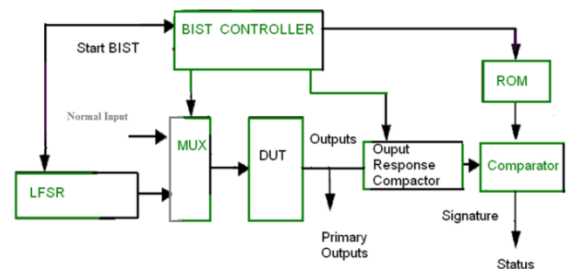 BIST CONTROLLER
Start BIST
ROM
Normal Input
MUX
DUT
Outputs
Ouput
Response
Compactor
Comparator
LFSR
Signature
Primary
Outputs
Status